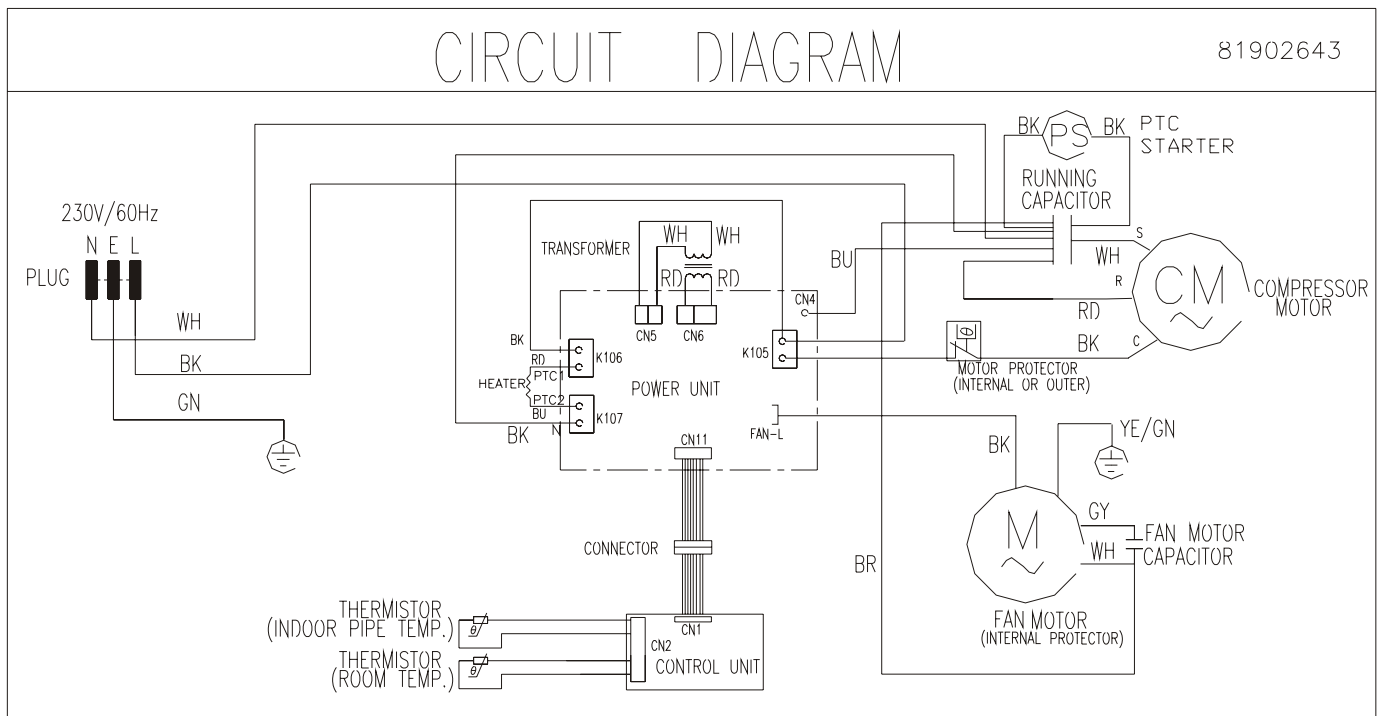 CIRCUIT DIAGRAM
81902643
BK
PS
BK
PTC
STARTER
RUNNING
CAPACITOR
230V/60Hz
N E L
PLUG
WH
BK
GN
TRANSFORMER
WH
WH
RD
RD
CN5
CN6
CN4
BU
S
WH
R
RD
BK
C
CM
COMPRESSOR
MOTOR
θ
MOTOR PROTECTOR
(INTERNAL OR OUTER)
BK
K106
RD
PTC1
HEATER
PTC2
BU
K107
BK
N
K105
POWER UNIT
FAN-L
CN11
CONNECTOR
BK
YE/GN
M
GY
WH
FAN MOTOR
CAPACITOR
FAN MOTOR
(INTERNAL PROTECTOR)
BR
THERMISTOR
(INDOOR PIPE TEMP.)
θ
THERMISTOR
(ROOM TEMP.)
θ
CN1
CN2
CONTROL UNIT